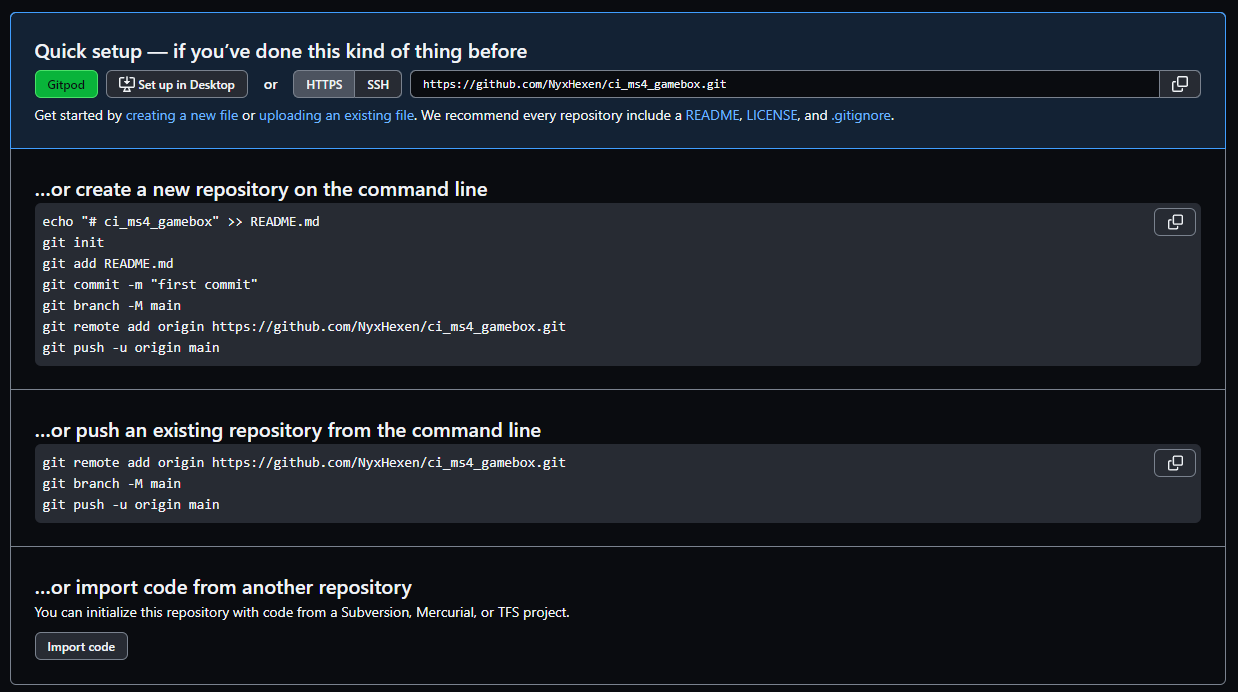 Quick setup — if you’ve done this kind of thing before
Gitpod Set up in Desktop or HTTPS SSH https://github.com/NyxHexen/ci_ms4_gamebox.git
Get started by creating a new file or uploading an existing file. We recommend every repository include a README, LICENSE, and .gitignore.
…or create a new repository on the command line
echo "# ci_ms4_gamebox" >> README.md
git init
git add README.md
git commit -m "first commit"
git branch -M main
git remote add origin https://github.com/NyxHexen/ci_ms4_gamebox.git
git push -u origin main
…or push an existing repository from the command line
git remote add origin https://github.com/NyxHexen/ci_ms4_gamebox.git
git branch -M main
git push -u origin main
…or import code from another repository
You can initialize this repository with code from a Subversion, Mercurial, or TFS project.
Import code